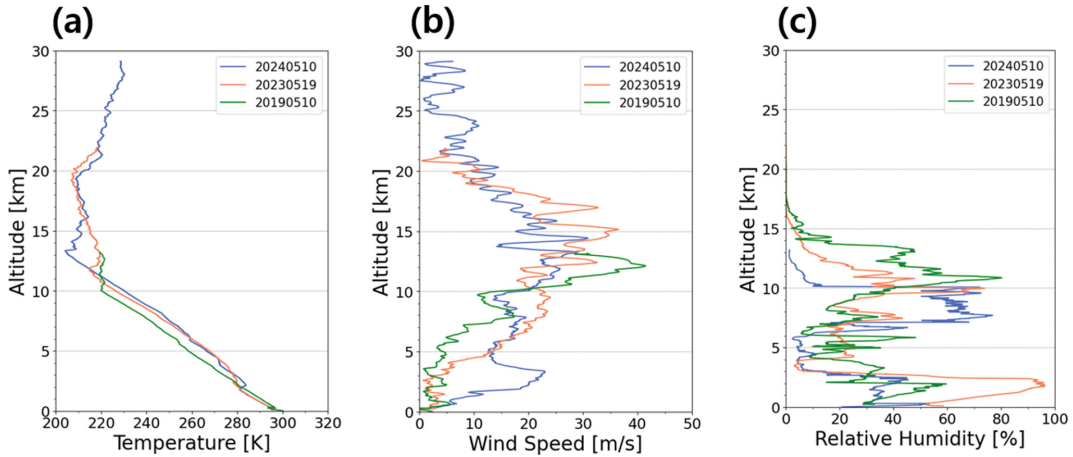 (a)
30
25
20
15
10
5
0
Altitude [km]
20240510
20230519
20190510
200 220 240 260 280 300 320
Temperature [K]
(b)
30
25
20
15
10
5
0
Altitude [km]
20240510
20230519
20190510
0 10 20 30 40 50
Wind Speed [m/s]
(c)
30
25
20
15
10
5
0
Altitude [km]
20240510
20230519
20190510
0 20 40 60 80 100
Relative Humidity [%]